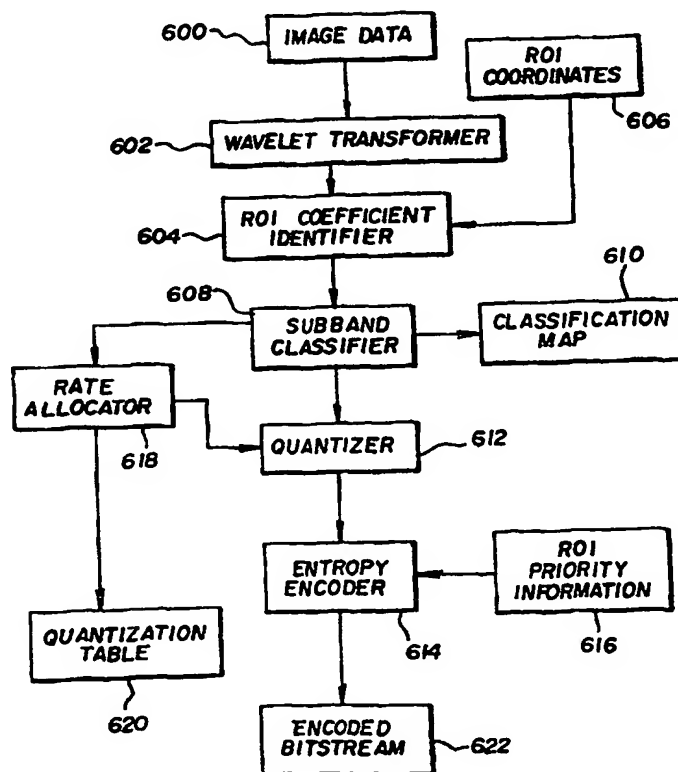 600
IMAGE DATA
ROI
COORDINATES
606
602
WAVELET TRANSFORMER
604
ROI COEFFICIENT
IDENTIFIER
608
SUBBAND
CLASSIFIER
610
CLASSIFICATION
MAP
RATE
ALLOCATOR
618
QUANTIZER
612
ENTROPY
ENCODER
614
ROI
PRIORITY
INFORMATION
616
QUANTIZATION
TABLE
620
ENCODED
BITSTREAM
622